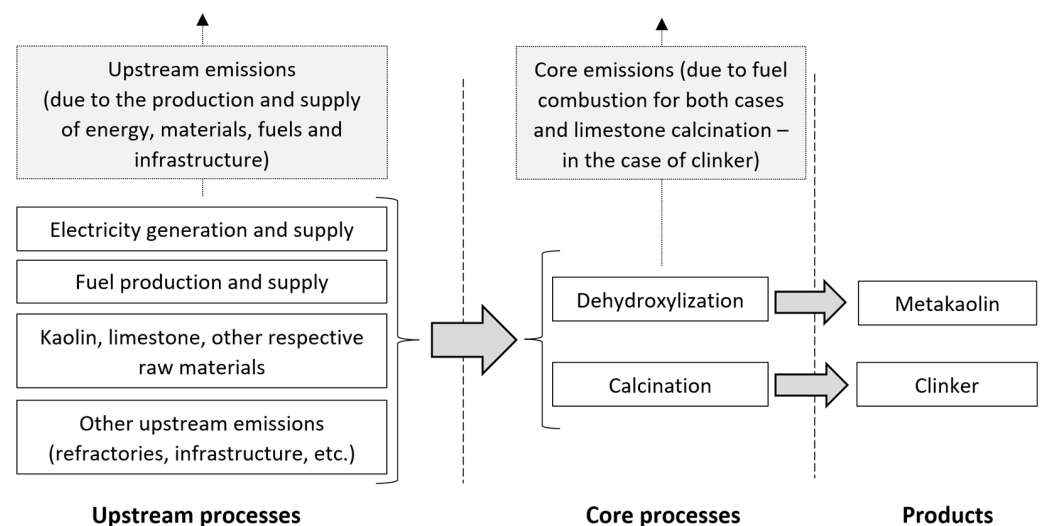 Upstream emissions
(due to the production and supply
of energy, materials, fuels and
infrastructure)
Electricity generation and supply
Fuel production and supply
Kaolin, limestone, other respective
raw materials
Other upstream emissions
(refractories, infrastructure, etc.)
Upstream processes
Core emissions (due to fuel
combustion for both cases
and limestone calcination –
in the case of clinker)
Dehydroxylization
Calcination
Core processes
Metakaolin
Clinker
Products